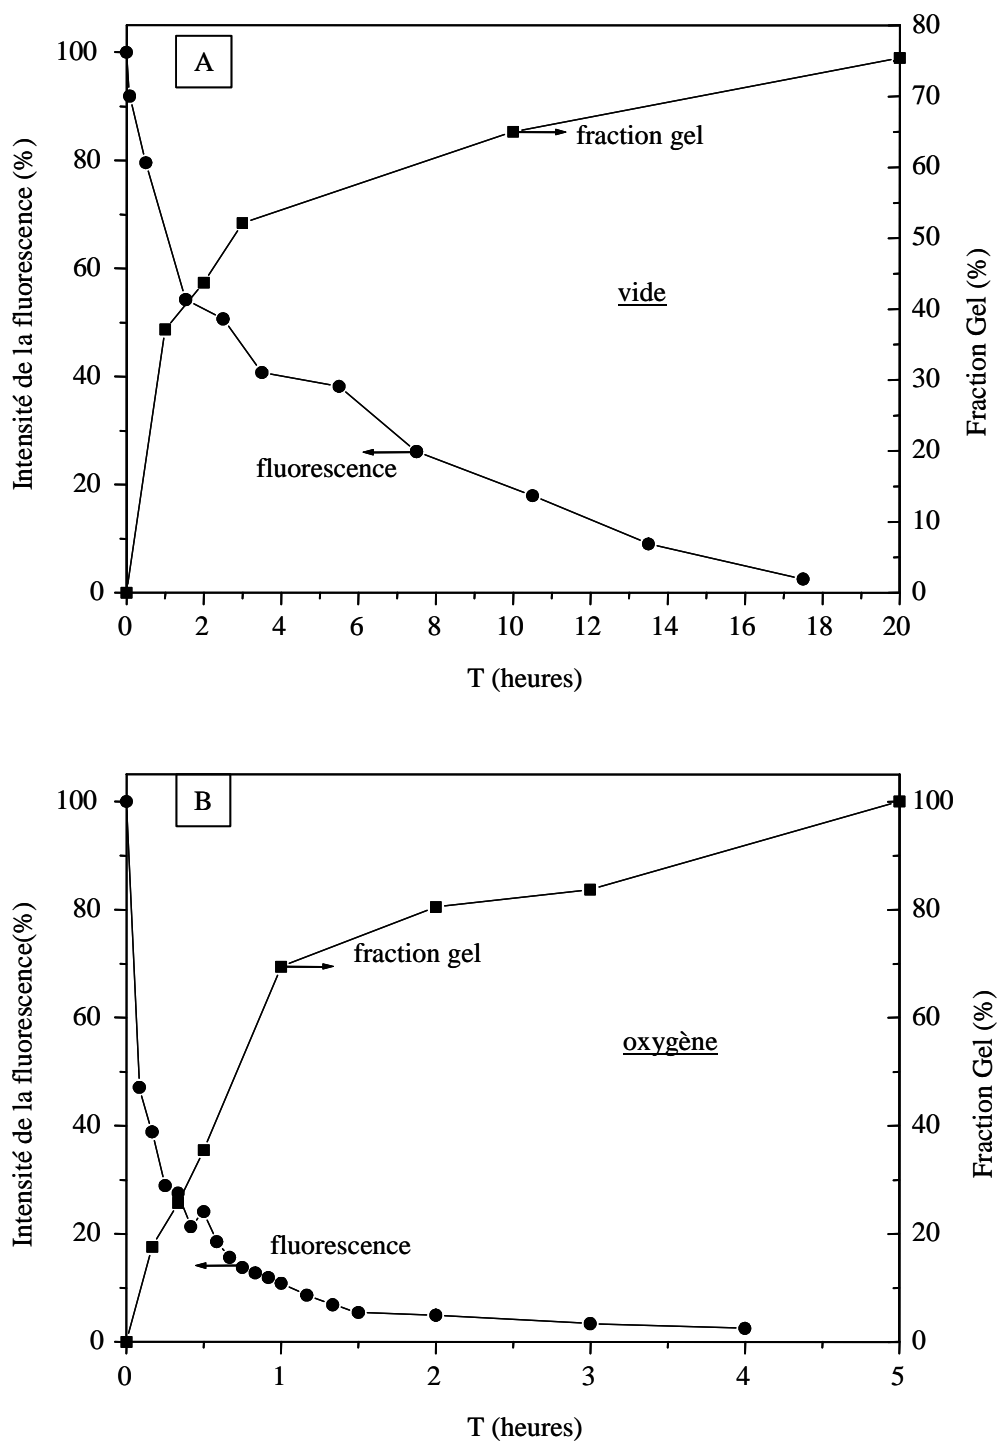 A
Intensité de la fluorescence (%)
100
80
60
40
20
0
fraction gel
vide
fluorescence
80
70
60
50
40
30
20
10
0
Fraction Gel (%)
0 2 4 6 8 10 12 14 16 18 20
T (heures)
B
Intensité de la fluorescence(%)
100
80
60
40
20
0
fraction gel
oxygène
fluorescence
100
80
60
40
20
0
Fraction Gel (%)
0 1 2 3 4 5
T (heures)